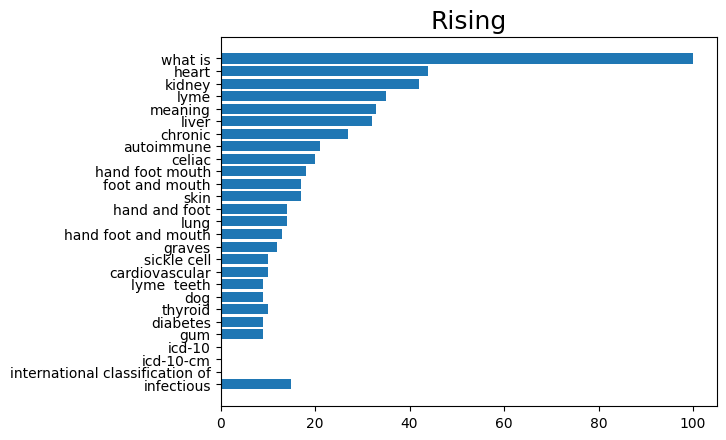 Rising
what is
heart
kidney
lyme
meaning
liver
chronic
autoimmune
celiac
hand foot mouth
foot and mouth
skin
hand and foot
lung
hand foot and mouth
graves
sickle cell
cardiovascular
lyme  teeth
dog
thyroid
diabetes
gum
icd-10
icd-10-cm
international classification of
infectious
0 20 40 60 80 100